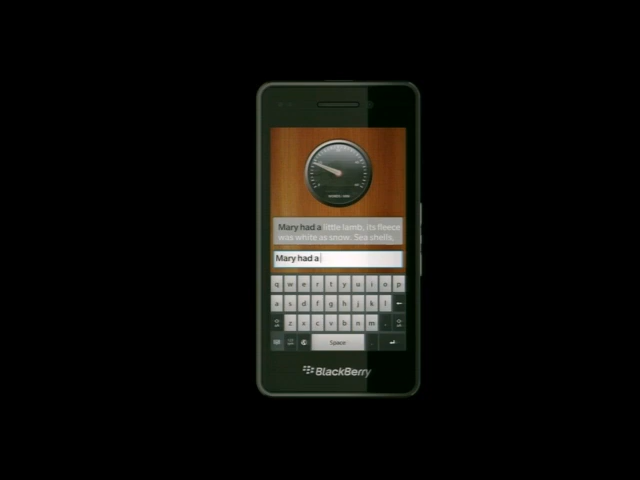 Mary had a little lamb, its fleece
was white as snow. Sea shells,
Mary had a
q w e r t y u i o p
a s d f g h j k l
z x c v b n m .
Space
BlackBerry